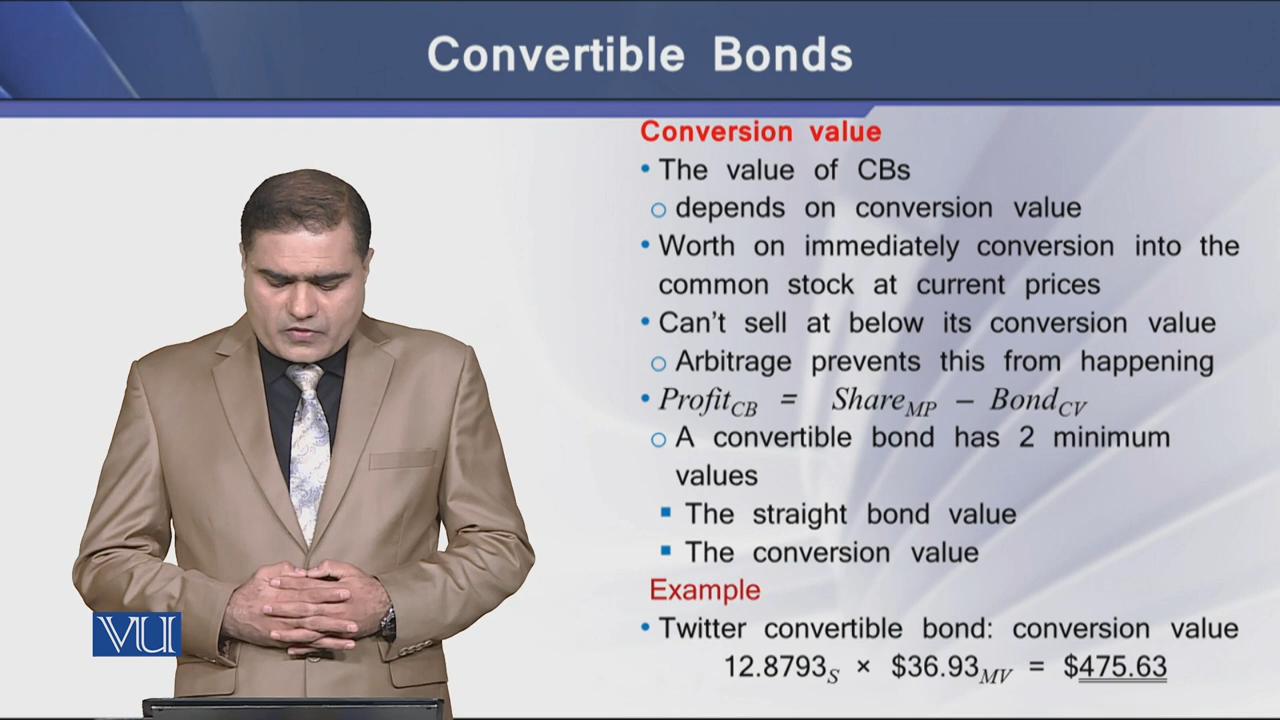 Convertible Bonds
Conversion value
• The value of CBs
○ depends on conversion value
• Worth on immediately conversion into the
common stock at current prices
• Can't sell at below its conversion value
○ Arbitrage prevents this from happening
• Profit_CB = Share_MP – Bond_CV
○ A convertible bond has 2 minimum
values
▪ The straight bond value
▪ The conversion value
Example
• Twitter convertible bond: conversion value
12.8793_S × $36.93_MV = $475.63
VU